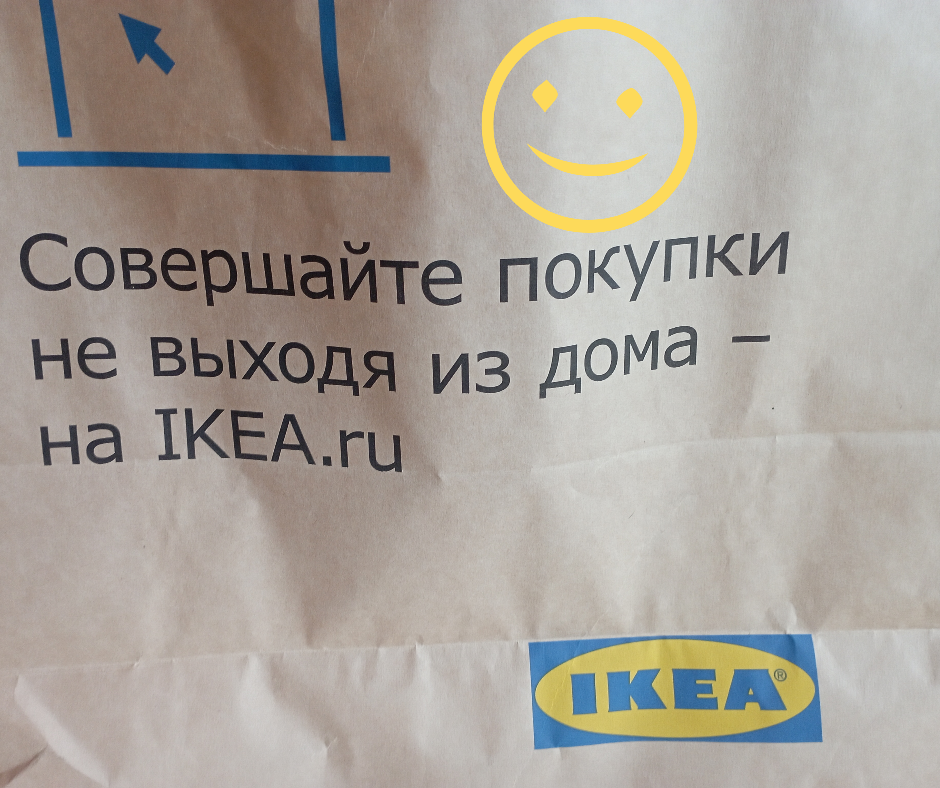 Совершайте покупки
не выходя из дома –
на IKEA.ru
IKEA®